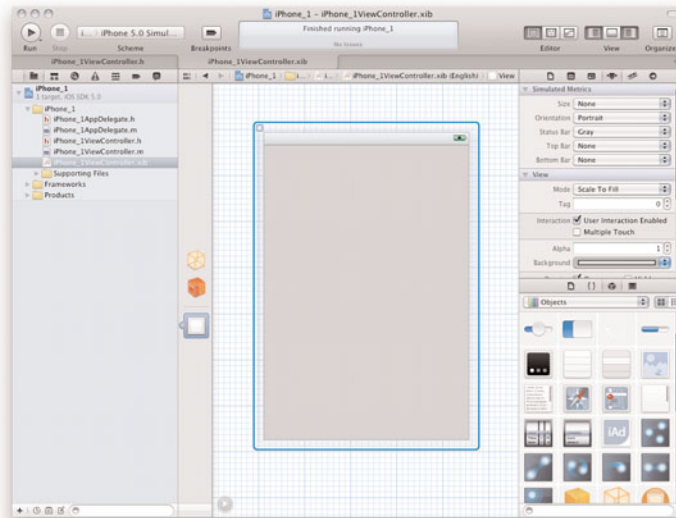 iPhone_1 – iPhone_1ViewController.xib
i... iPhone 5.0 Simul...
Finished running iPhone_1
No Issues
Run
Stop
Scheme
Breakpoints
Editor
View
Organize
iPhone_1ViewController.h
iPhone_1ViewController.xib
iPhone_1
i...
i...
iPhone_1ViewController.xib (English)
View
iPhone_1
1 target, iOS SDK 5.0
iPhone_1
iPhone_1AppDelegate.h
iPhone_1AppDelegate.m
iPhone_1ViewController.h
iPhone_1ViewController.m
iPhone_1ViewController.xib
Supporting Files
Frameworks
Products
Simulated Metrics
Size None
Orientation Portrait
Status Bar Gray
Top Bar None
Bottom Bar None
View
Mode Scale To Fill
Tag 0
Interaction User Interaction Enabled
Multiple Touch
Alpha 1
Background
Objects
iAd